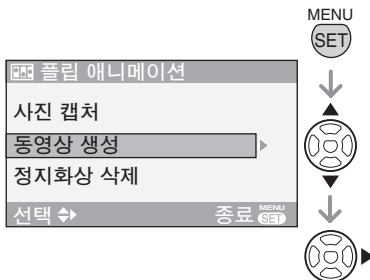 MENU
SET
플립 애니메이션
사진 캡처
동영상 생성
정지화상 삭제
선택
종료 MENU SET